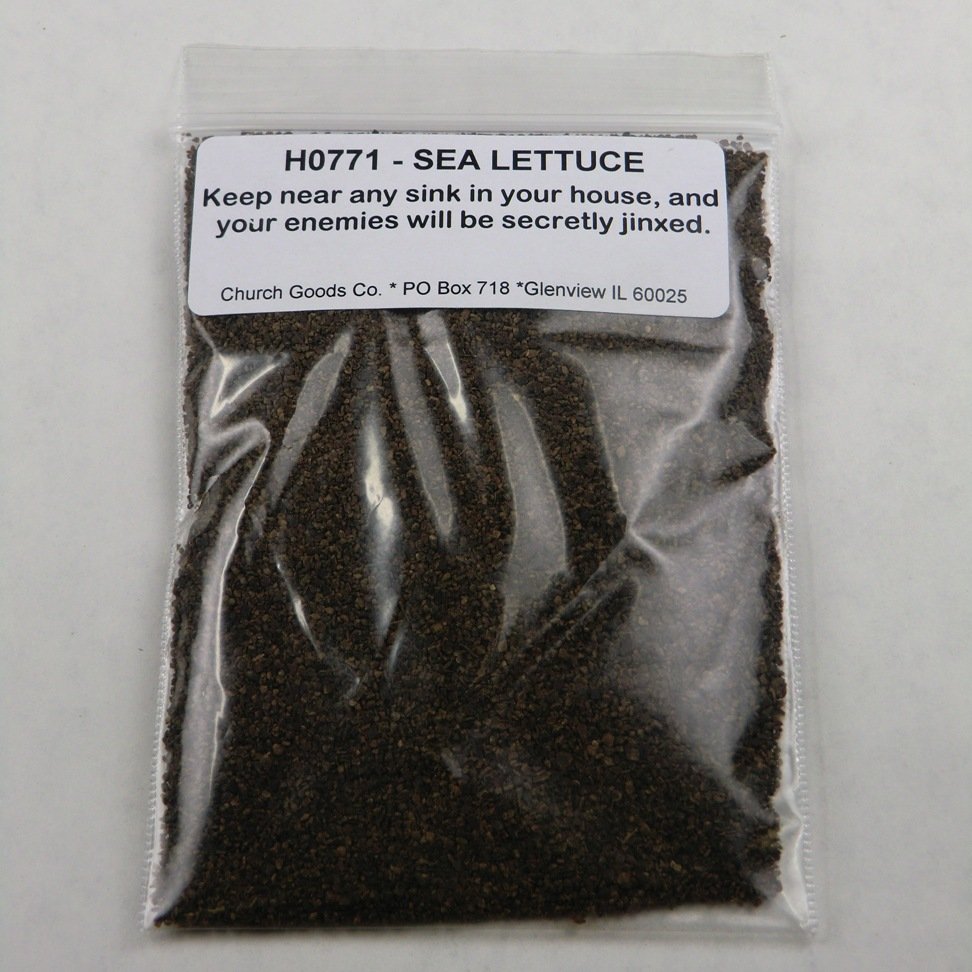 H0771 - SEA LETTUCE
Keep near any sink in your house, and
your enemies will be secretly jinxed.
Church Goods Co. * PO Box 718 *Glenview IL 60025